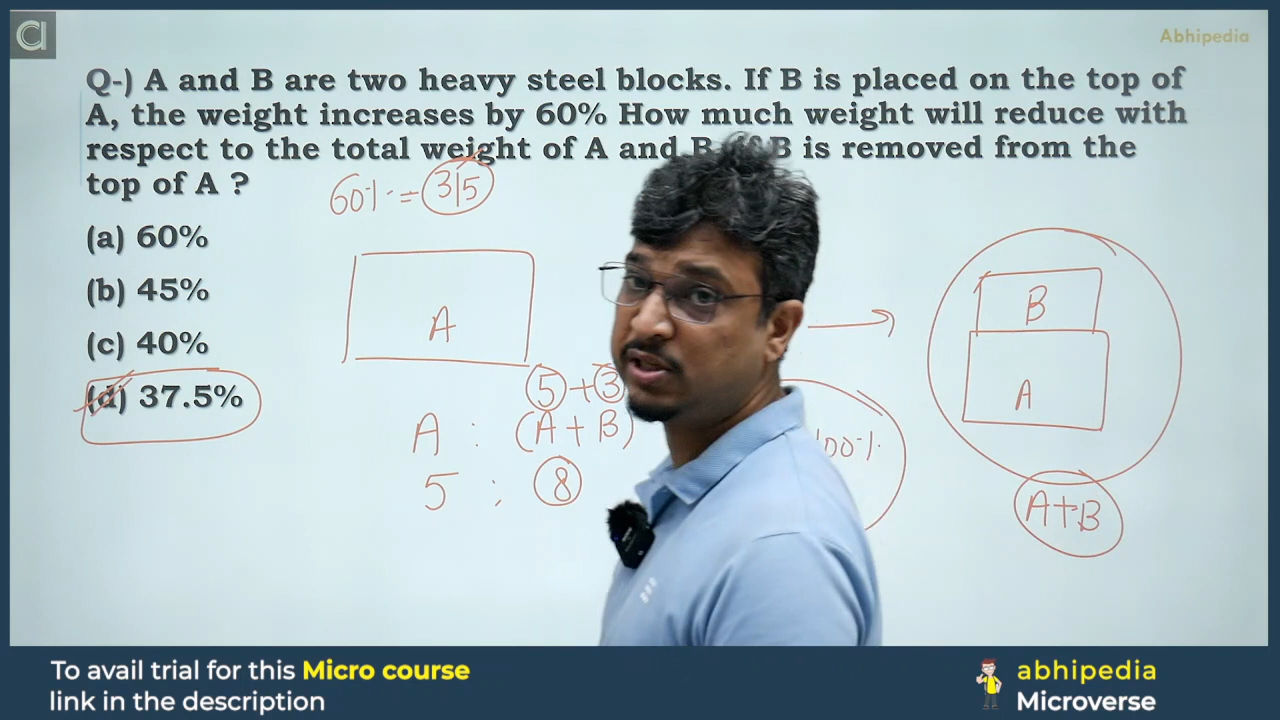 Abhipedia
Q-) A and B are two heavy steel blocks. If B is placed on the top of
A, the weight increases by 60% How much weight will reduce with
respect to the total weight of A and B if B is removed from the
top of A ?
60% = 3/5
(a) 60%
(b) 45%
(c) 40%
(d) 37.5%
A
B
A
5 + 3
A : (A + B)
5 : 8
100%
A+B
To avail trial for this Micro course
link in the description
abhipedia
Microverse